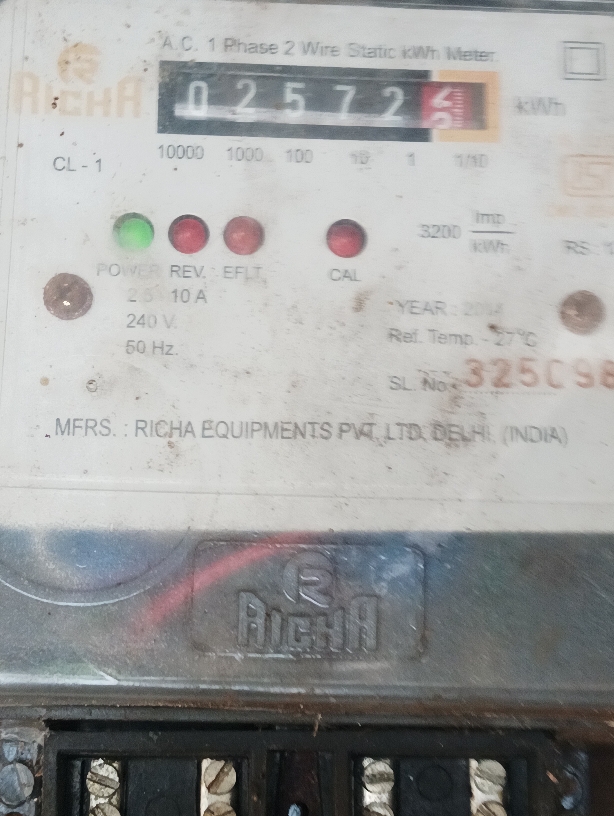 A.C. 1 Phase 2 Wire Static kWh Meter
RICHA
0 2 5 7 2 kWh
CL - 1
10000 1000 100 10 1 1/10
3200 Imp/kWh
POWER REV. EFLT. CAL
RS :
10 A
240 V.
50 Hz.
YEAR :
Ref. Temp. - 27°C
SL. No.
MFRS. : RICHA EQUIPMENTS PVT. LTD. DELHI. (INDIA)
RICHA